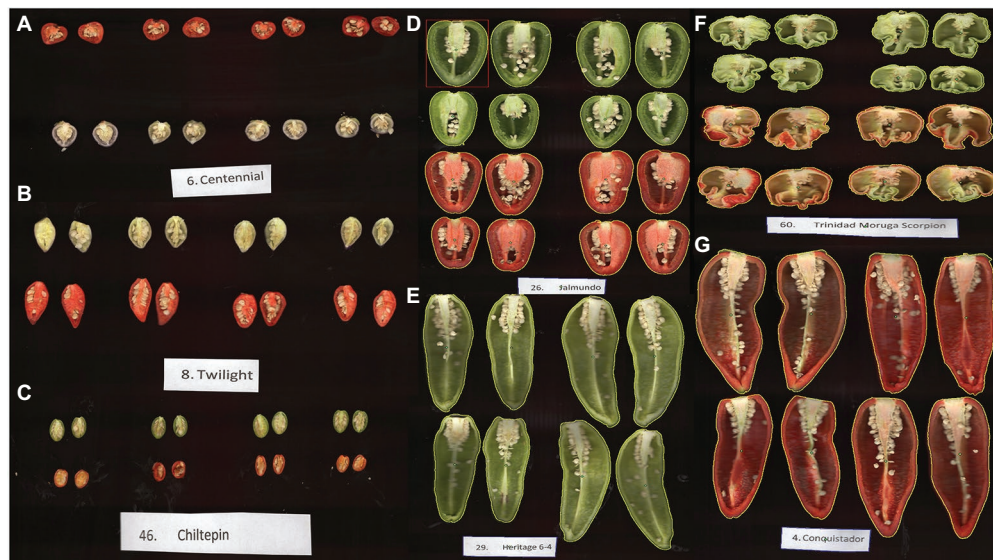 A
6. Centennial
B
8. Twilight
C
46. Chiltepin
D
26. Jalmundo
E
29. Heritage 6-4
F
60. Trinidad Moruga Scorpion
G
4. Conquistador